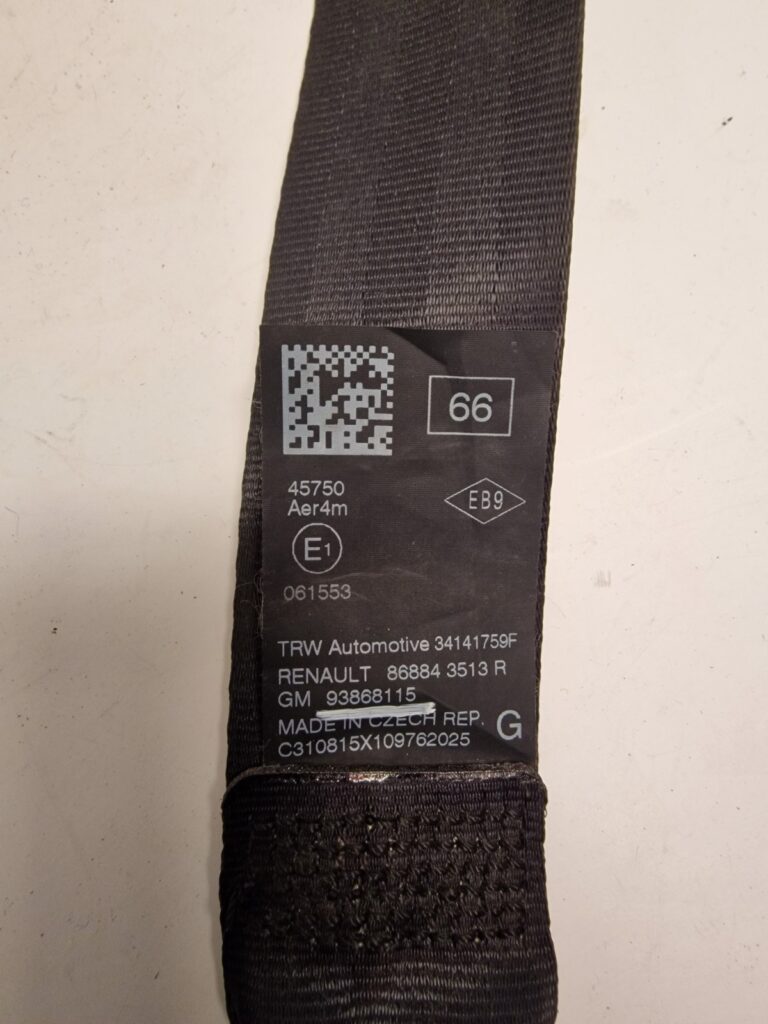 66
45750
Aer4m
EB9
E1
061553
TRW Automotive 34141759F
RENAULT 86884 3513 R
GM 93868115
MADE IN CZECH REP. G
C310815X109762025